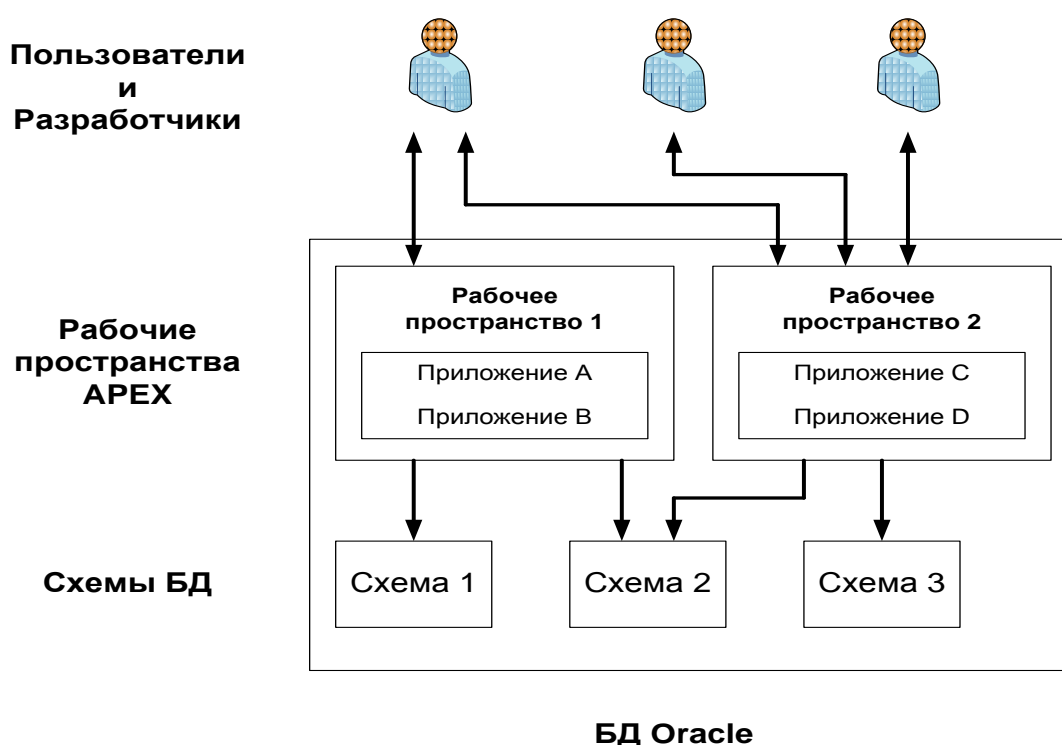 Пользователи
и
Разработчики
Рабочие
пространства
APEX
Рабочее
пространство 1
Приложение A
Приложение B
Рабочее
пространство 2
Приложение C
Приложение D
Схемы БД
Схема 1
Схема 2
Схема 3
БД Oracle